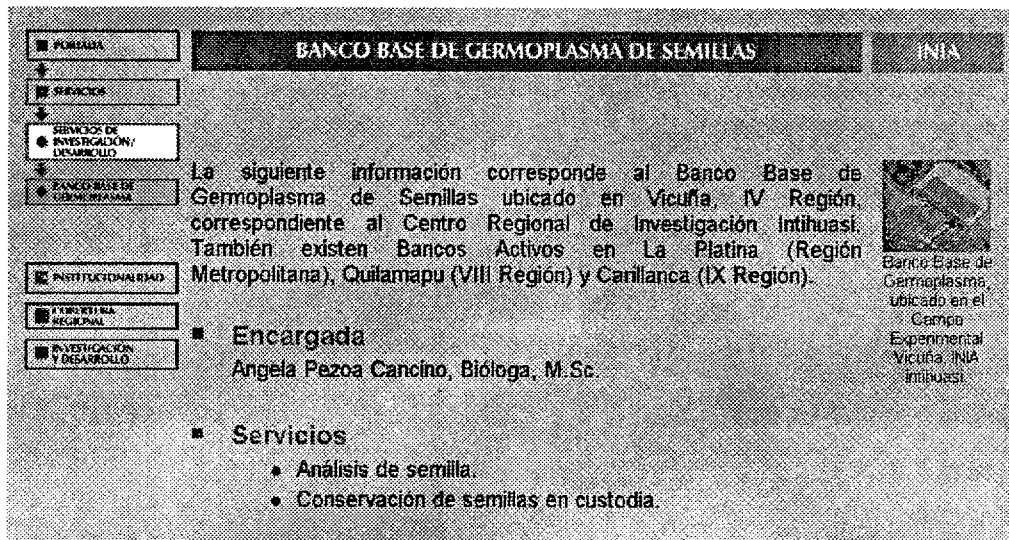 PORTADA
SERVICIOS
SERVICIOS DE
INVESTIGACIÓN /
DESARROLLO
BANCO BASE DE
GERMOPLASMA
INSTITUCIONALIDAD
COBERTURA
REGIONAL
INVESTIGACIÓN
Y DESARROLLO
BANCO BASE DE GERMOPLASMA DE SEMILLAS
INIA
La siguiente información corresponde al Banco Base de
Germoplasma de Semillas ubicado en Vicuña, IV Región,
correspondiente al Centro Regional de Investigación Intihuasi.
También existen Bancos Activos en La Platina (Región
Metropolitana), Quilamapu (VIII Región) y Carillanca (IX Región).
Banco Base de
Germoplasma,
ubicado en el
Campo
Experimental
Vicuña, INIA
Intihuasi.
Encargada
Angela Pezoa Cancino, Bióloga, M.Sc.
Servicios
Análisis de semilla.
Conservación de semillas en custodia.